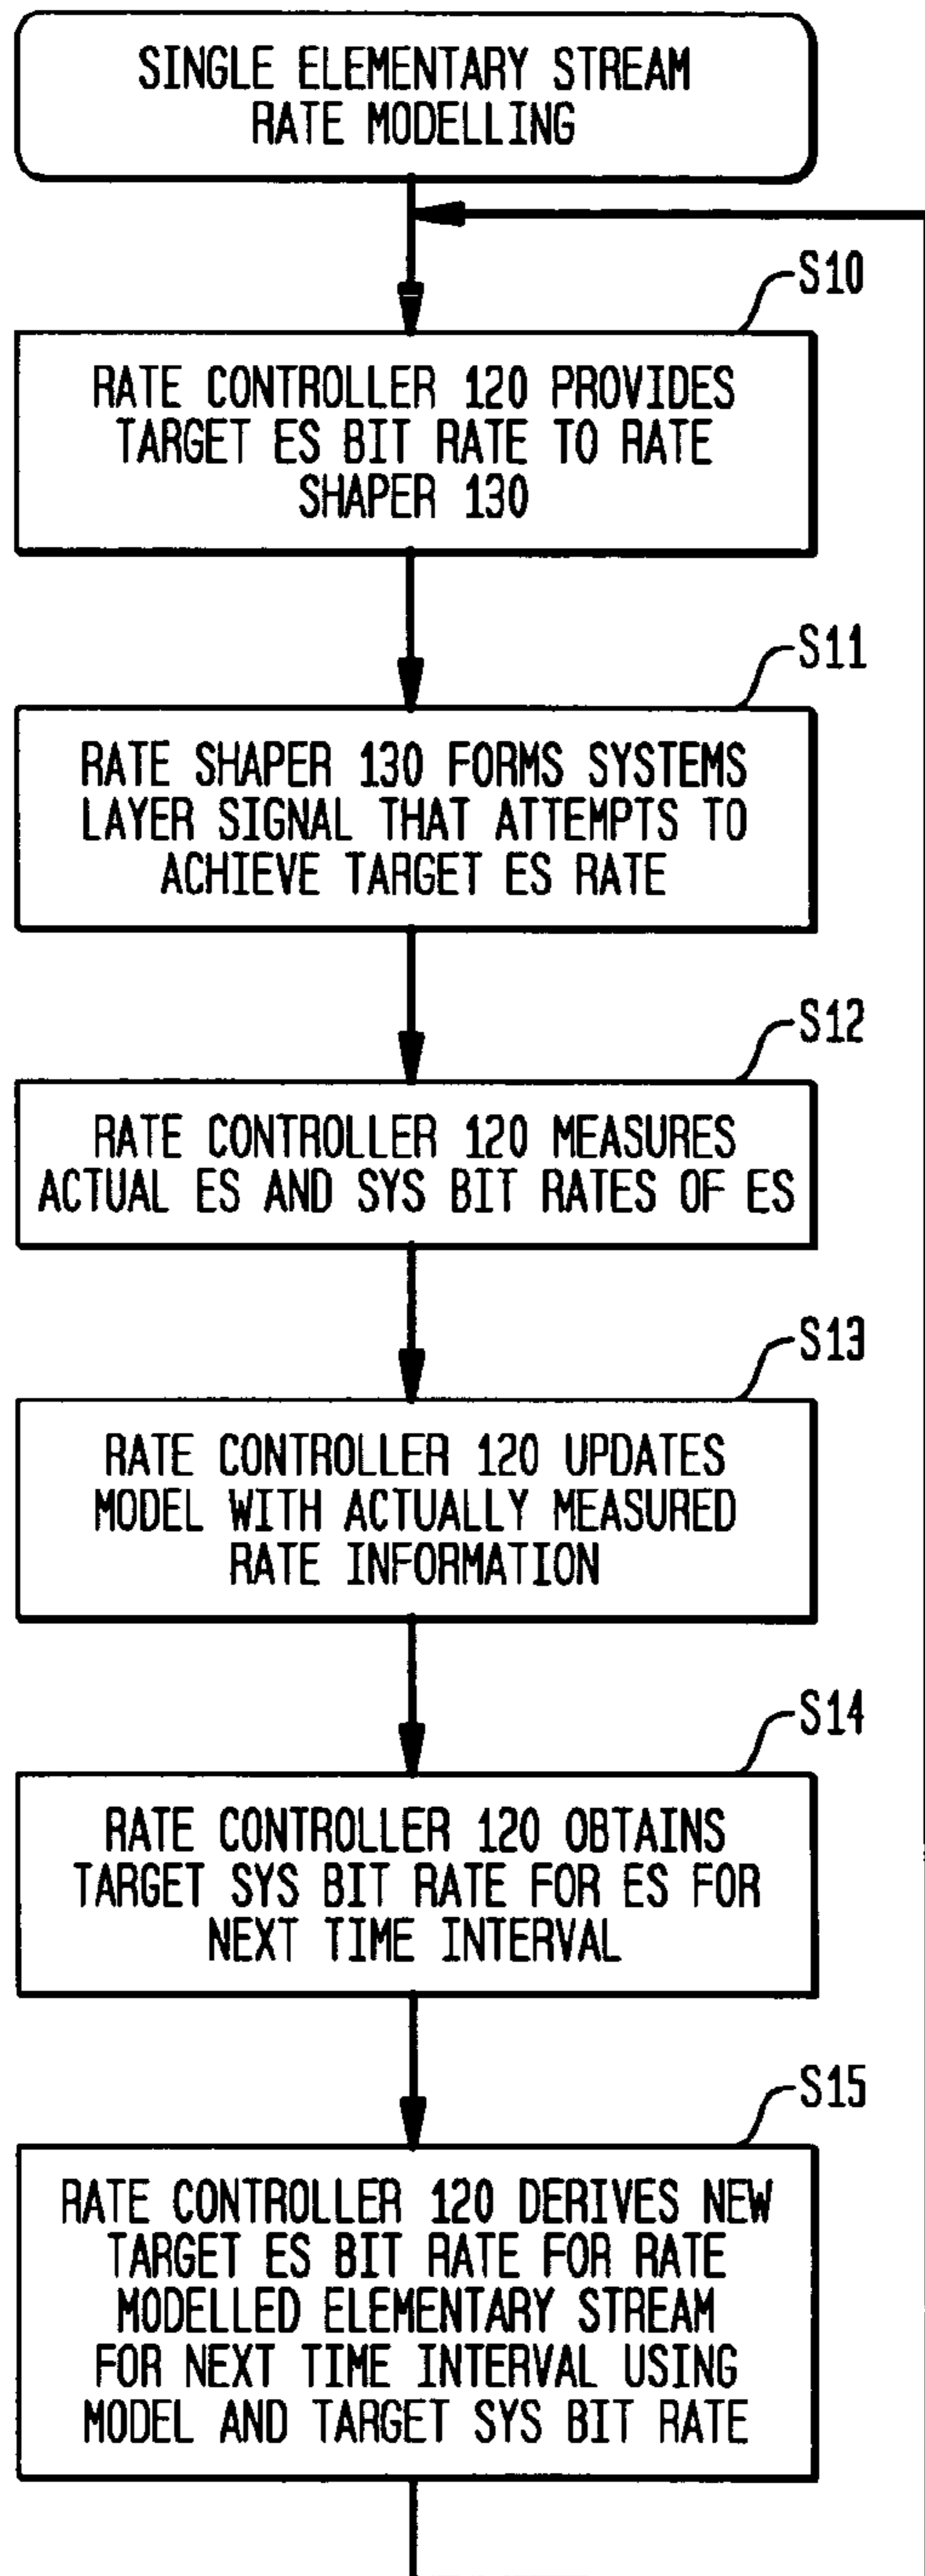 SINGLE ELEMENTARY STREAM
RATE MODELLING
S10
RATE CONTROLLER 120 PROVIDES
TARGET ES BIT RATE TO RATE
SHAPER 130
S11
RATE SHAPER 130 FORMS SYSTEMS
LAYER SIGNAL THAT ATTEMPTS TO
ACHIEVE TARGET ES RATE
S12
RATE CONTROLLER 120 MEASURES
ACTUAL ES AND SYS BIT RATES OF ES
S13
RATE CONTROLLER 120 UPDATES
MODEL WITH ACTUALLY MEASURED
RATE INFORMATION
S14
RATE CONTROLLER 120 OBTAINS
TARGET SYS BIT RATE FOR ES FOR
NEXT TIME INTERVAL
S15
RATE CONTROLLER 120 DERIVES NEW
TARGET ES BIT RATE FOR RATE
MODELLED ELEMENTARY STREAM
FOR NEXT TIME INTERVAL USING
MODEL AND TARGET SYS BIT RATE